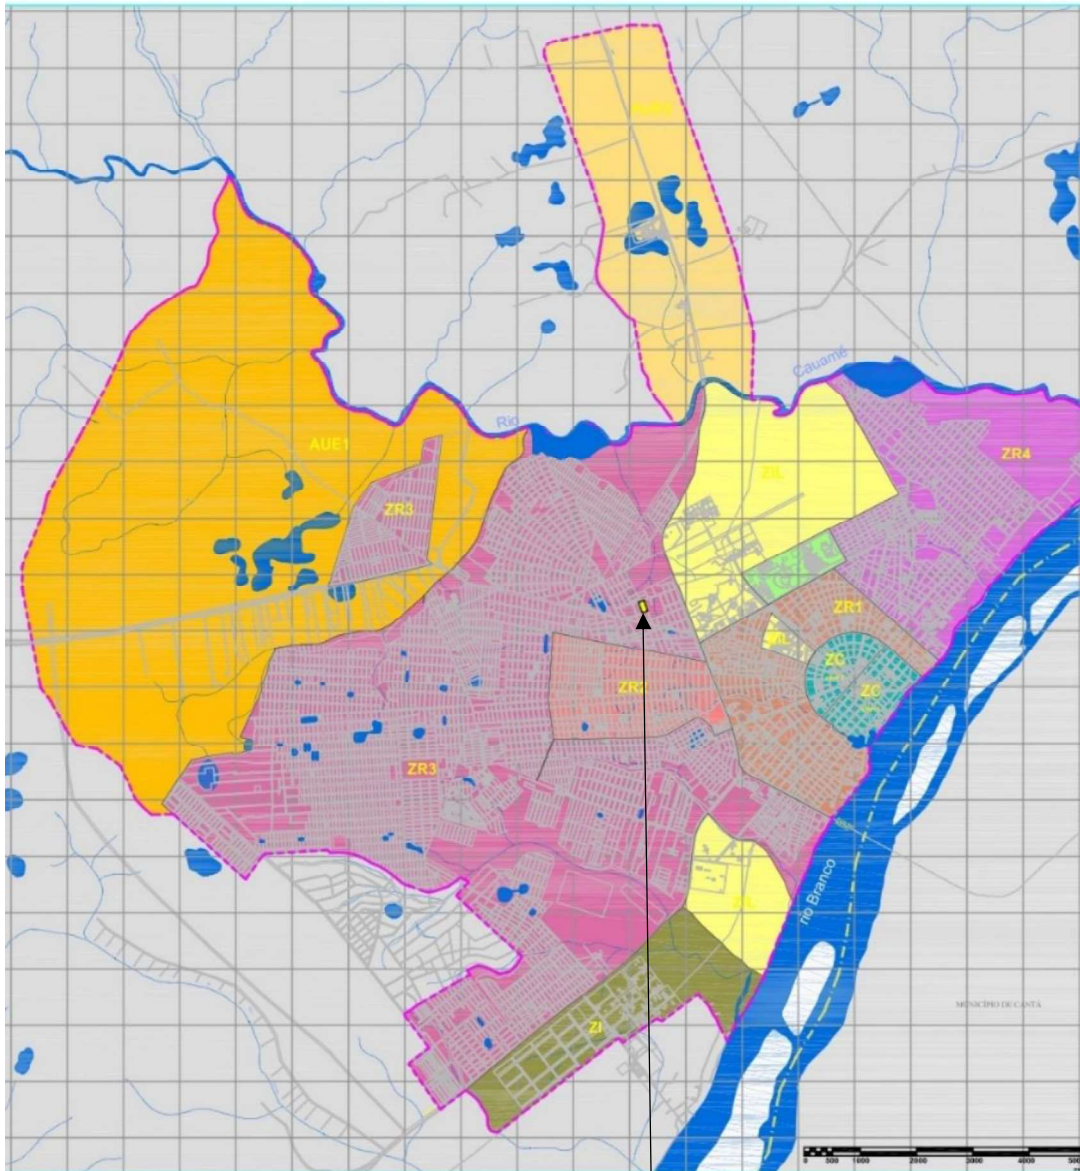 Cauamé
Rio
AUE1
ZR4
ZIL
ZR3
ZR1
ZC
ZR2
ZC
ZR3
rio Branco
MUNICÍPIO DE CANTÁ
ZI
0 500 1000 2000 3000 4000